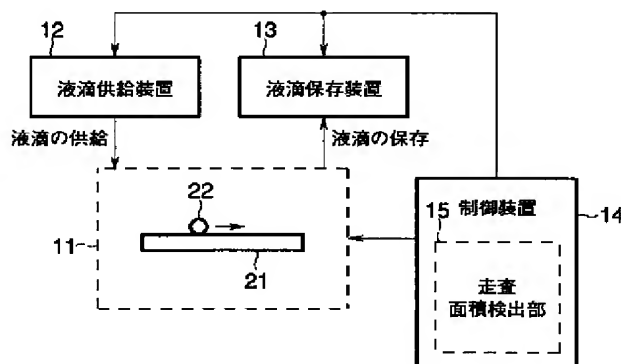 12
13
液滴供給装置
液滴保存装置
液滴の供給
液滴の保存
22
11
21
制御装置
14
15
走査
面積検出部